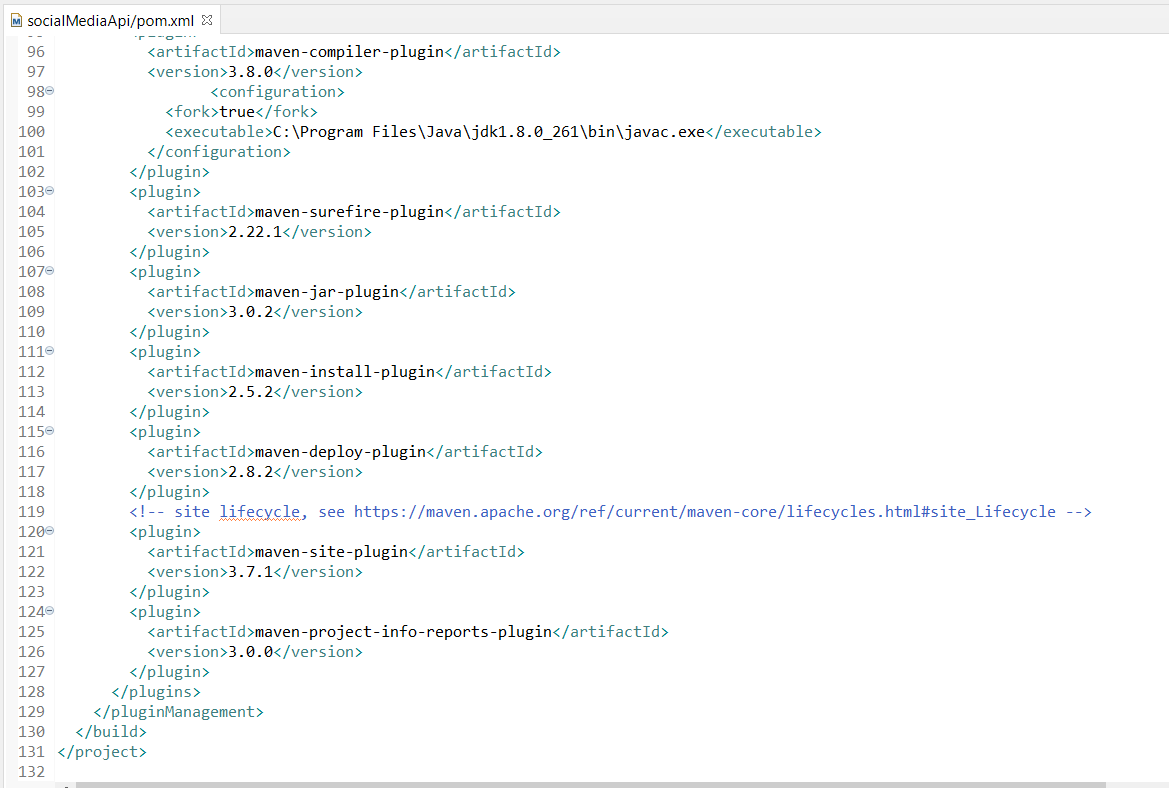 socialMediaApi/pom.xml
<plugin>
96 <artifactId>maven-compiler-plugin</artifactId>
97 <version>3.8.0</version>
98 <configuration>
99 <fork>true</fork>
100 <executable>C:\Program Files\Java\jdk1.8.0_261\bin\javac.exe</executable>
101 </configuration>
102 </plugin>
103 <plugin>
104 <artifactId>maven-surefire-plugin</artifactId>
105 <version>2.22.1</version>
106 </plugin>
107 <plugin>
108 <artifactId>maven-jar-plugin</artifactId>
109 <version>3.0.2</version>
110 </plugin>
111 <plugin>
112 <artifactId>maven-install-plugin</artifactId>
113 <version>2.5.2</version>
114 </plugin>
115 <plugin>
116 <artifactId>maven-deploy-plugin</artifactId>
117 <version>2.8.2</version>
118 </plugin>
119 <!-- site lifecycle, see https://maven.apache.org/ref/current/maven-core/lifecycles.html#site_Lifecycle -->
120 <plugin>
121 <artifactId>maven-site-plugin</artifactId>
122 <version>3.7.1</version>
123 </plugin>
124 <plugin>
125 <artifactId>maven-project-info-reports-plugin</artifactId>
126 <version>3.0.0</version>
127 </plugin>
128 </plugins>
129 </pluginManagement>
130 </build>
131 </project>
132